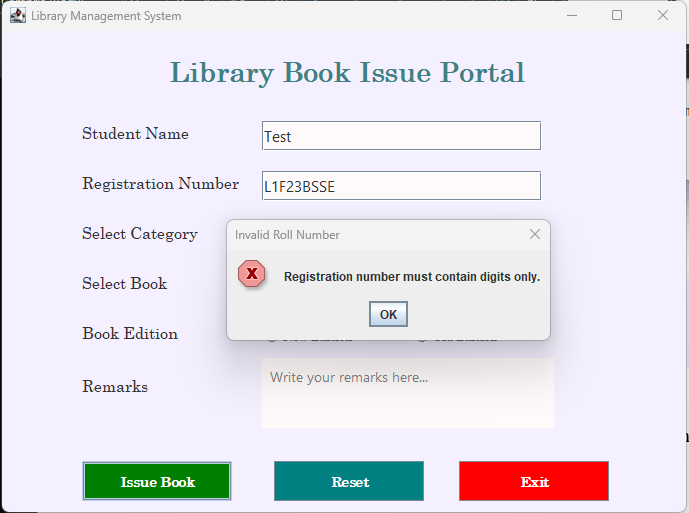 Library Management System
Library Book Issue Portal
Student Name
Test
Registration Number
L1F23BSSE
Select Category
Invalid Roll Number
Registration number must contain digits only.
OK
Select Book
Book Edition
Remarks
Write your remarks here...
Issue Book
Reset
Exit